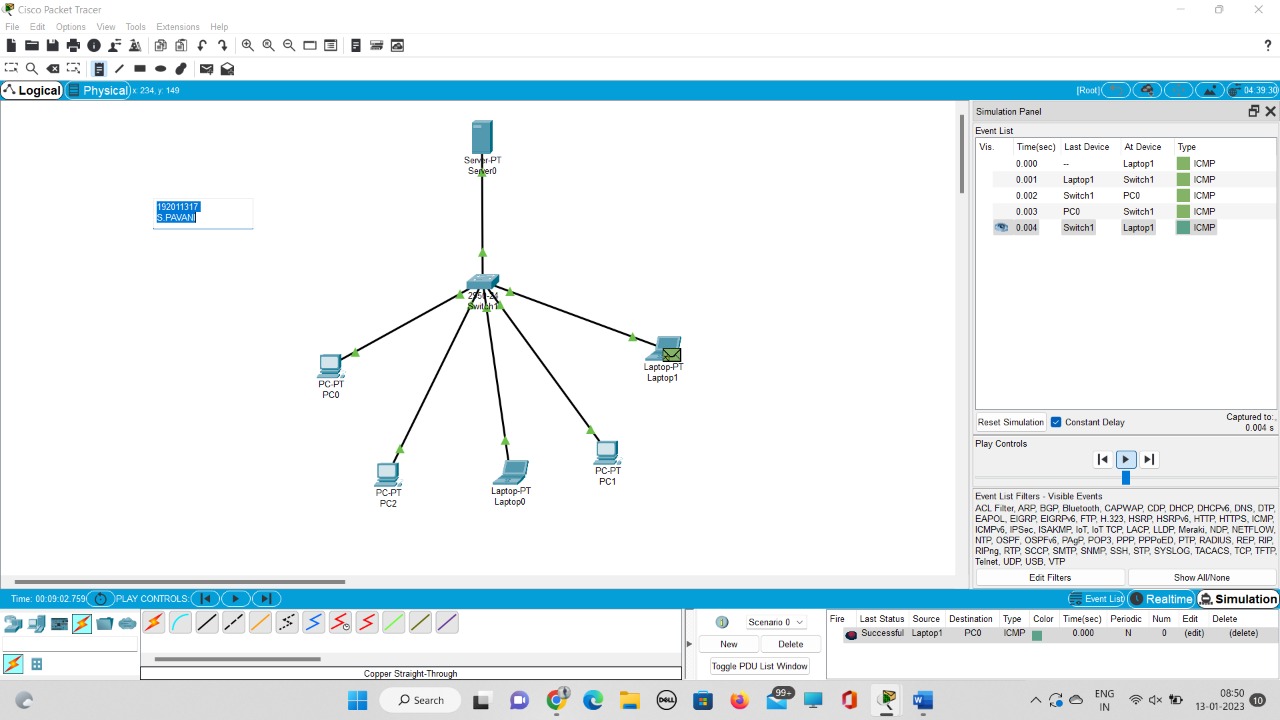 Cisco Packet Tracer
File Edit Options View Tools Extensions Help
?
Logical Physical x: 234, y: 149 [Root] 04:39:30
Simulation Panel
Event List
Vis. Time(sec) Last Device At Device Type
0.000 -- Laptop1 ICMP
0.001 Laptop1 Switch1 ICMP
0.002 Switch1 PC0 ICMP
0.003 PC0 Switch1 ICMP
0.004 Switch1 Laptop1 ICMP
Server-PT
Server0
192011317
S.PAVANI
Switch1
PC-PT
PC0
Laptop-PT
Laptop1
PC-PT
PC2
Laptop-PT
Laptop0
PC-PT
PC1
Reset Simulation Constant Delay Captured to:
0.004 s
Play Controls
Event List Filters - Visible Events
ACL Filter, ARP, BGP, Bluetooth, CAPWAP, CDP, DHCP, DHCPv6, DNS, DTP,
EAPOL, EIGRP, EIGRPv6, FTP, H.323, HSRP, HSRPv6, HTTP, HTTPS, ICMP,
ICMPv6, IPSec, ISAKMP, IoT, IoT TCP, LACP, LLDP, Meraki, NDP, NETFLOW,
NTP, OSPF, OSPFv6, PAgP, POP3, PPP, PPPoED, PTP, RADIUS, REP, RIP,
RIPng, RTP, SCCP, SMTP, SNMP, SSH, STP, SYSLOG, TACACS, TCP, TFTP,
Telnet, UDP, USB, VTP
Edit Filters Show All/None
Time: 00:09:02.759 PLAY CONTROLS: Event List Realtime Simulation
Scenario 0
New Delete
Toggle PDU List Window
Fire Last Status Source Destination Type Color Time(sec) Periodic Num Edit Delete
Successful Laptop1 PC0 ICMP 0.000 N 0 (edit) (delete)
Copper Straight-Through
Search
DELL
99+
W
ENG
IN
08:50
13-01-2023
10